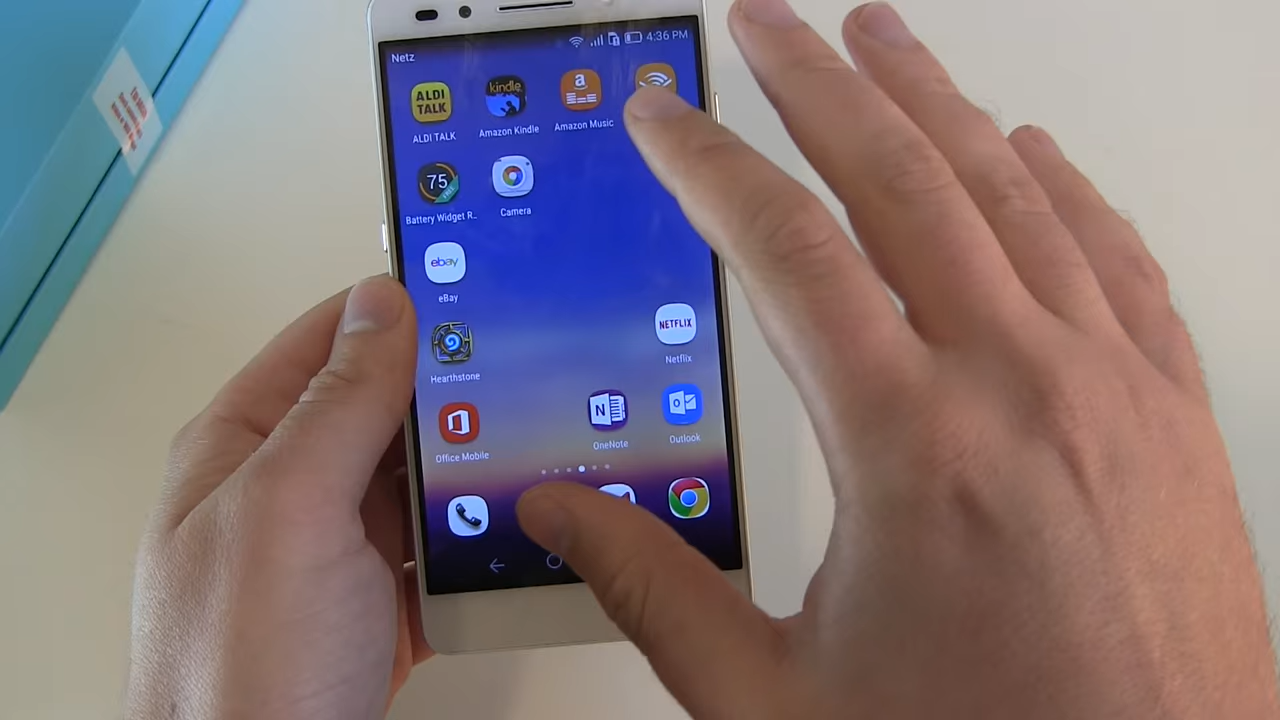 Netz
4:36 PM
ALDI
TALK
kindle
a
ALDI TALK
Amazon Kindle
Amazon Music
75
FREE
Battery Widget R..
Camera
ebay
eBay
NETFLIX
Netflix
Hearthstone
N
O
OneNote
Outlook
Office Mobile